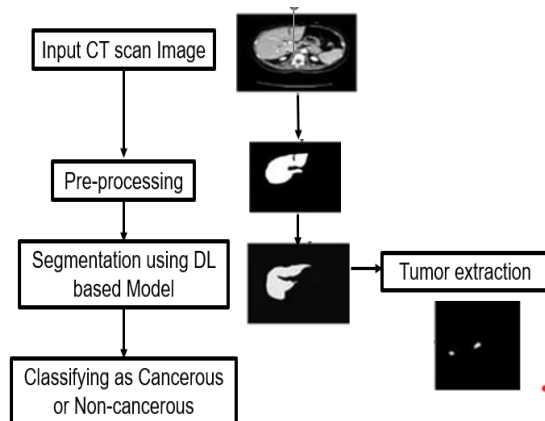 Input CT scan Image
Pre-processing
Segmentation using DL
based Model
Tumor extraction
Classifying as Cancerous
or Non-cancerous